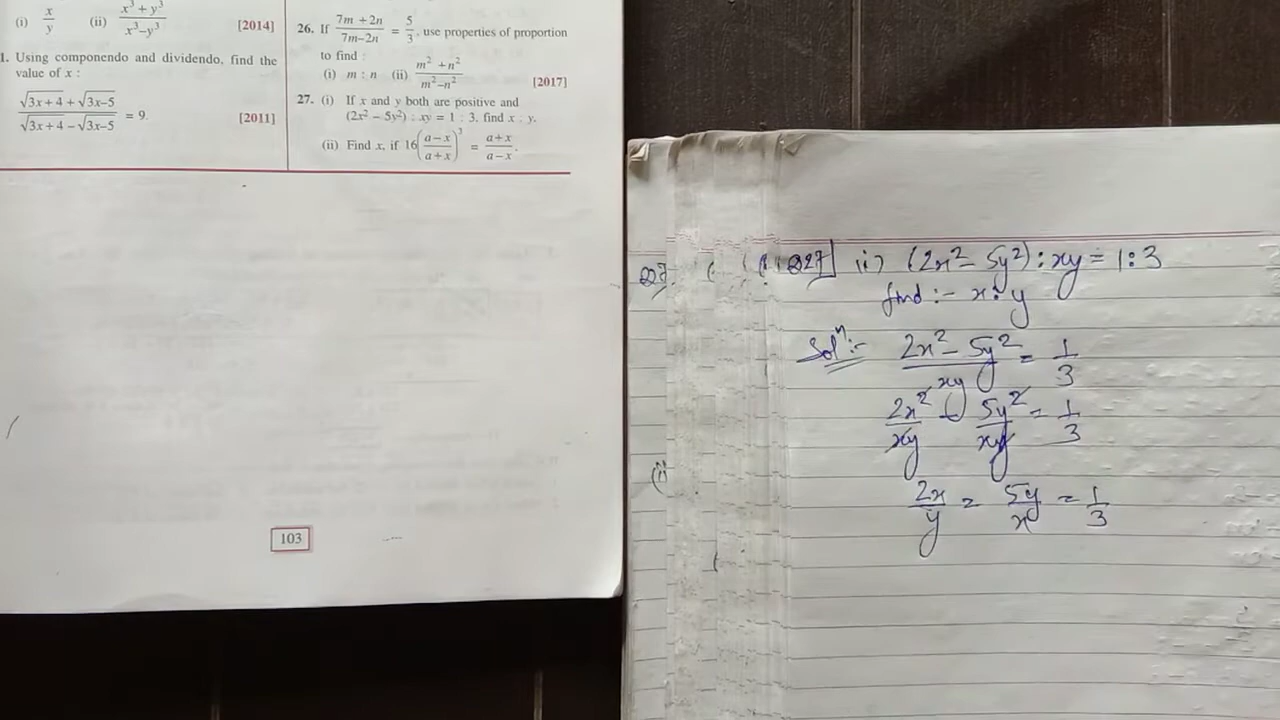 (i) x/y (ii) x³+y³/x³–y³ [2014]
1. Using componendo and dividendo, find the
value of x :
√3x+4 + √3x–5 / √3x+4 – √3x–5 = 9. [2011]
26. If 7m + 2n / 7m–2n = 5/3, use properties of proportion
to find :
(i) m : n (ii) m² + n² / m²–n² [2017]
27. (i) If x and y both are positive and
(2x² – 5y²) : xy = 1 : 3, find x : y.
(ii) Find x, if 16(a–x / a+x)³ = a+x / a–x.
103
Q27 i) (2x² – 5y²) : xy = 1 : 3
find :- x : y
Solⁿ:- 2x² – 5y² / xy = 1/3
2x²/xy – 5y²/xy = 1/3
2x/y = 5y/x = 1/3
Q27
(ii